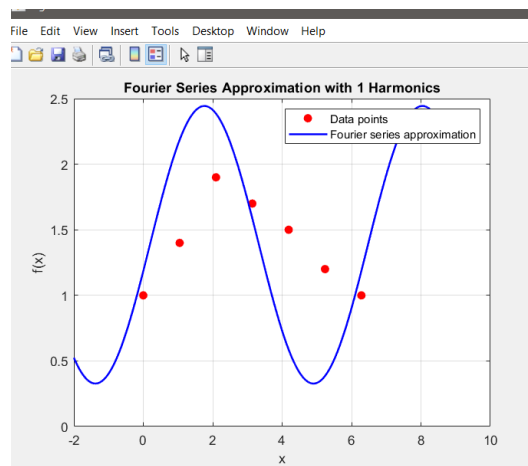 File Edit View Insert Tools Desktop Window Help
Fourier Series Approximation with 1 Harmonics
Data points
Fourier series approximation
2.5
2
1.5
1
0.5
0
f(x)
-2 0 2 4 6 8 10
x